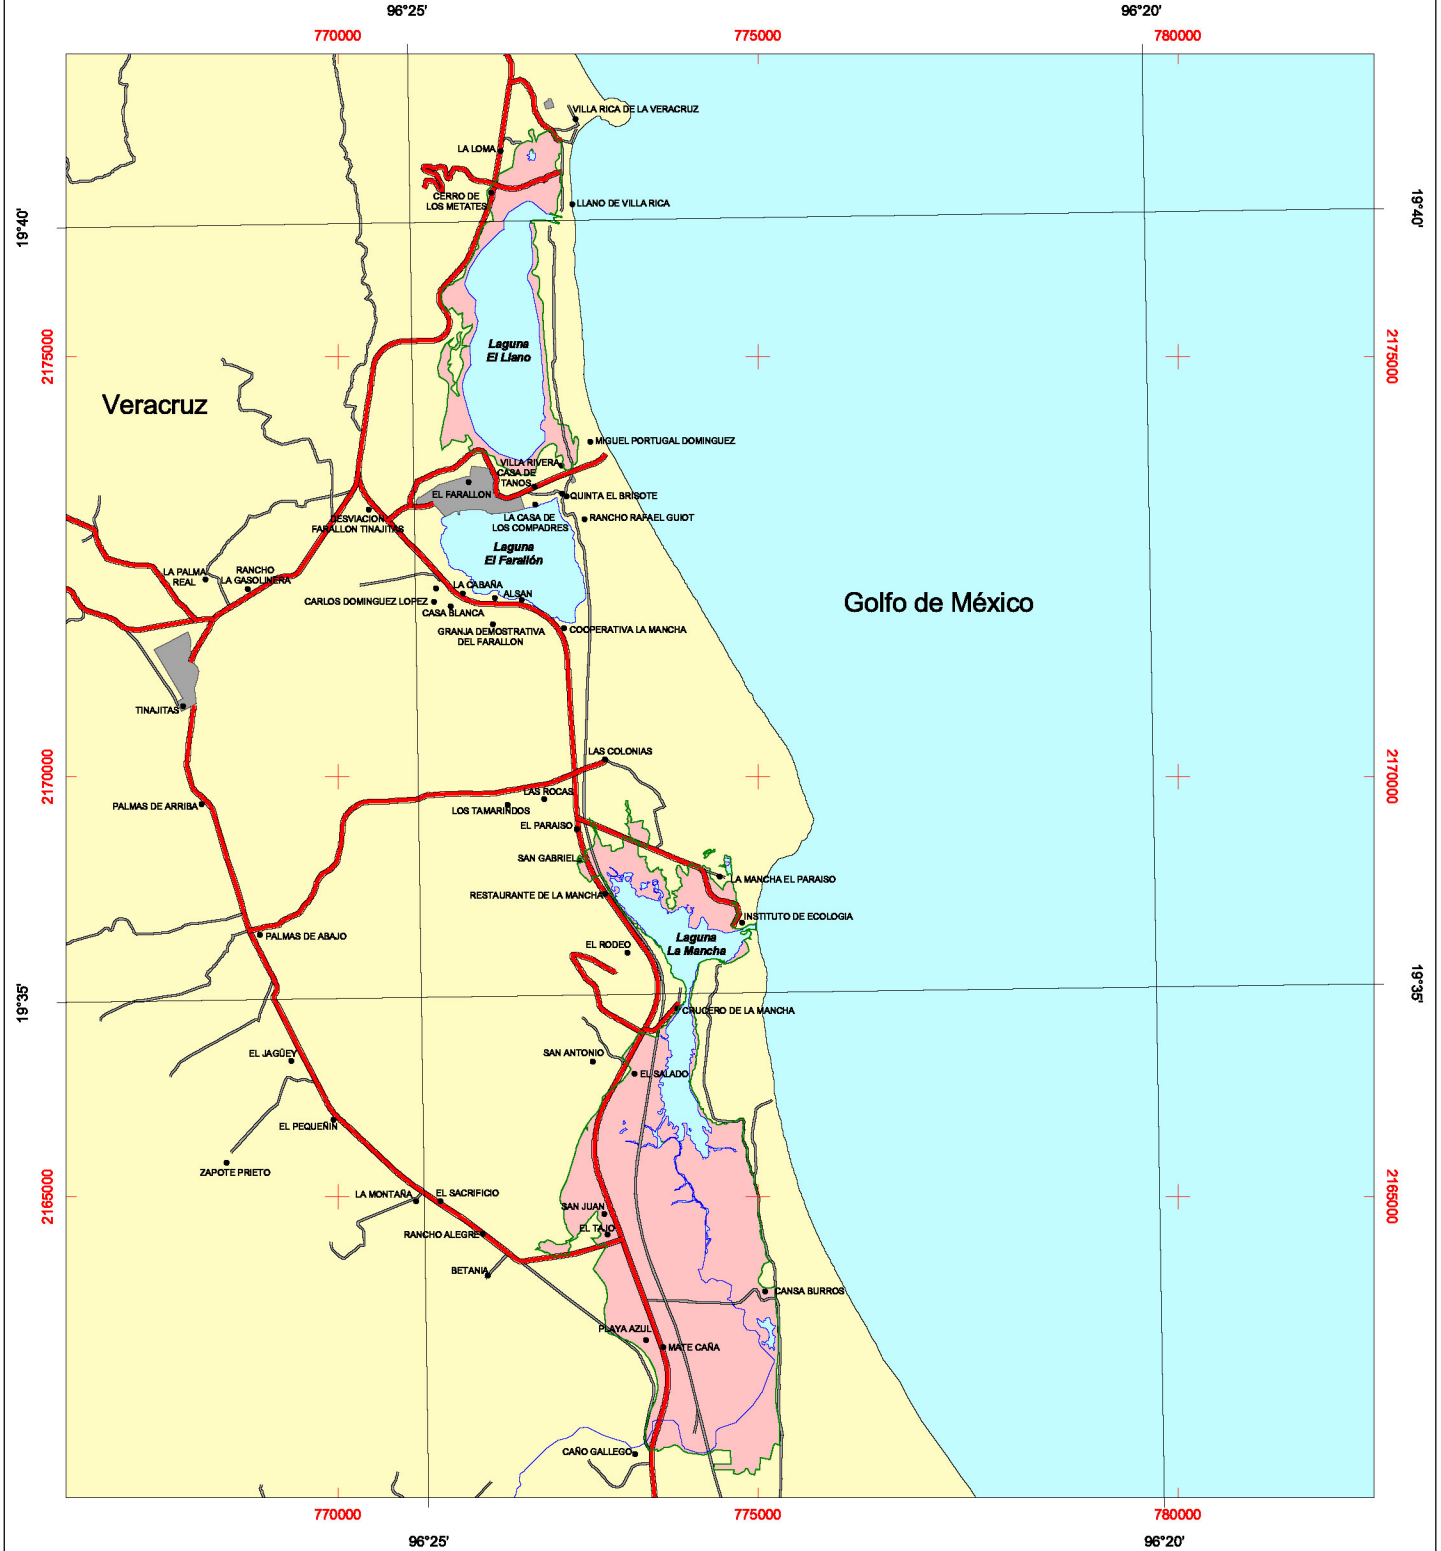 96°25'
96°20'
770000
775000
780000
VILLA RICA DE LA VERACRUZ
LA LOMA
CERRO DE
LOS METATES
LLANO DE VILLA RICA
19°40'
19°40'
2175000
2175000
Laguna
El Llano
Veracruz
MIGUEL PORTUGAL DOMINGUEZ
VILLA RIVERA
CASA DE
TANOS
EL FARALLON
QUINTA EL BRISOTE
LA CASA DE
LOS COMPADRES
RANCHO RAFAEL GUIOT
DESVIACION
FARALLON TINAJITAS
Laguna
El Farallón
LA PALMA
REAL
RANCHO
LA GASOLINERA
LA CABAÑA
ALSAN
CARLOS DOMINGUEZ LOPEZ
CASA BLANCA
GRANJA DEMOSTRATIVA
DEL FARALLON
COOPERATIVA LA MANCHA
Golfo de México
TINAJITAS
LAS COLONIAS
2170000
2170000
LAS ROCAS
PALMAS DE ARRIBA
LOS TAMARINDOS
EL PARAISO
SAN GABRIEL
LA MANCHA EL PARAISO
RESTAURANTE DE LA MANCHA
INSTITUTO DE ECOLOGIA
PALMAS DE ABAJO
EL RODEO
Laguna
La Mancha
19°35'
19°35'
CRUCERO DE LA MANCHA
EL JAGÜEY
SAN ANTONIO
EL SALADO
EL PEQUEÑIN
ZAPOTE PRIETO
2165000
2165000
LA MONTAÑA
EL SACRIFICIO
SAN JUAN
RANCHO ALEGRE
EL TAJO
BETANIA
CANSA BURROS
PLAYA AZUL
MATE CAÑA
CAÑO GALLEGO
770000
775000
780000
96°25'
96°20'